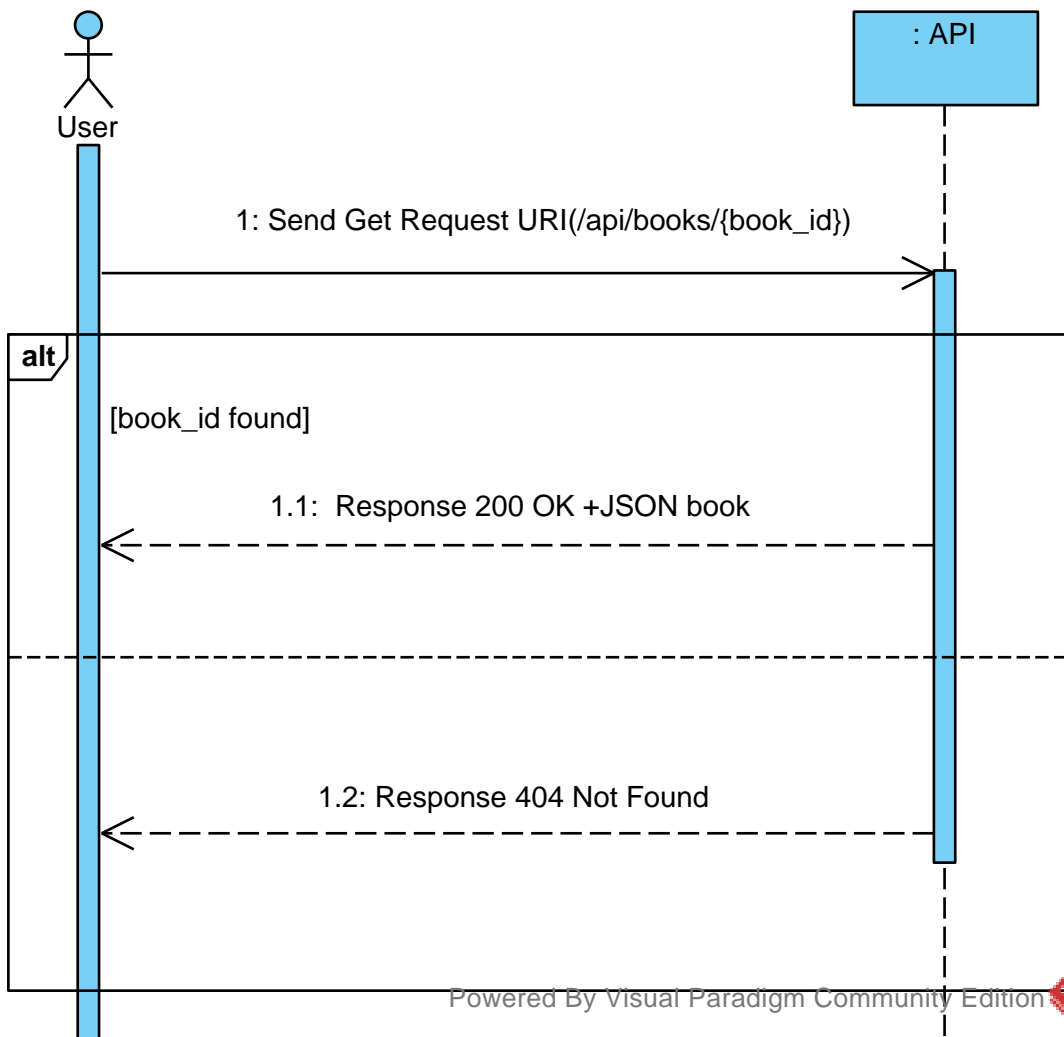 : API
User
1: Send Get Request URI(/api/books/{book_id})
alt
[book_id found]
1.1:  Response 200 OK +JSON book
1.2: Response 404 Not Found
Powered By Visual Paradigm Community Edition